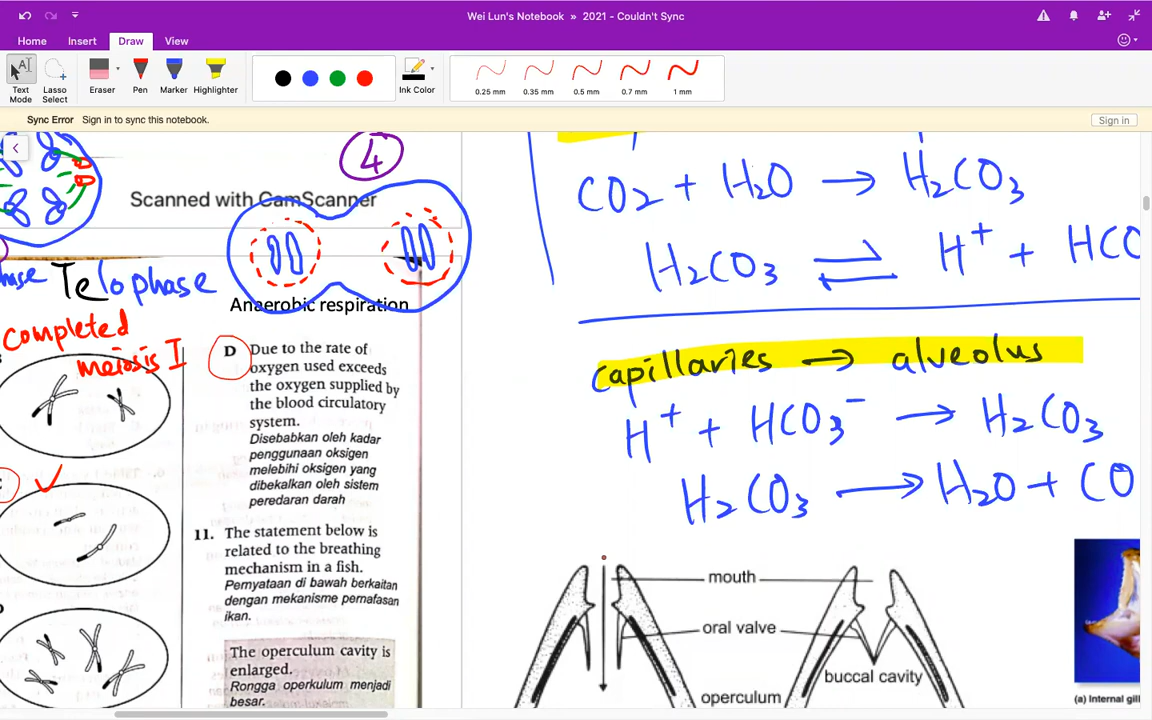 Wei Lun's Notebook » 2021 - Couldn't Sync
Home Insert Draw View
Text Mode
Lasso Select
Eraser
Pen
Marker
Highlighter
Ink Color
0.25 mm
0.35 mm
0.5 mm
0.7 mm
1 mm
Sync Error Sign in to sync this notebook.
Sign in
4
Scanned with CamScanner
Telophase
Anaerobic respiration
completed
meiosis I
D Due to the rate of
oxygen used exceeds
the oxygen supplied by
the blood circulatory
system.
Disebabkan oleh kadar
penggunaan oksigen
melebihi oksigen yang
dibekalkan oleh sistem
peredaran darah
11. The statement below is
related to the breathing
mechanism in a fish.
Pernyataan di bawah berkaitan
dengan mekanisme pernafasan
ikan.
The operculum cavity is
enlarged.
Rongga operkulum menjadi
besar.
CO2 + H2O → H2CO3
H2CO3 ⇌ H+ + HCO
capillaries → alveolus
H+ + HCO3- → H2CO3
H2CO3 → H2O + CO
mouth
oral valve
buccal cavity
operculum
(a) Internal gil